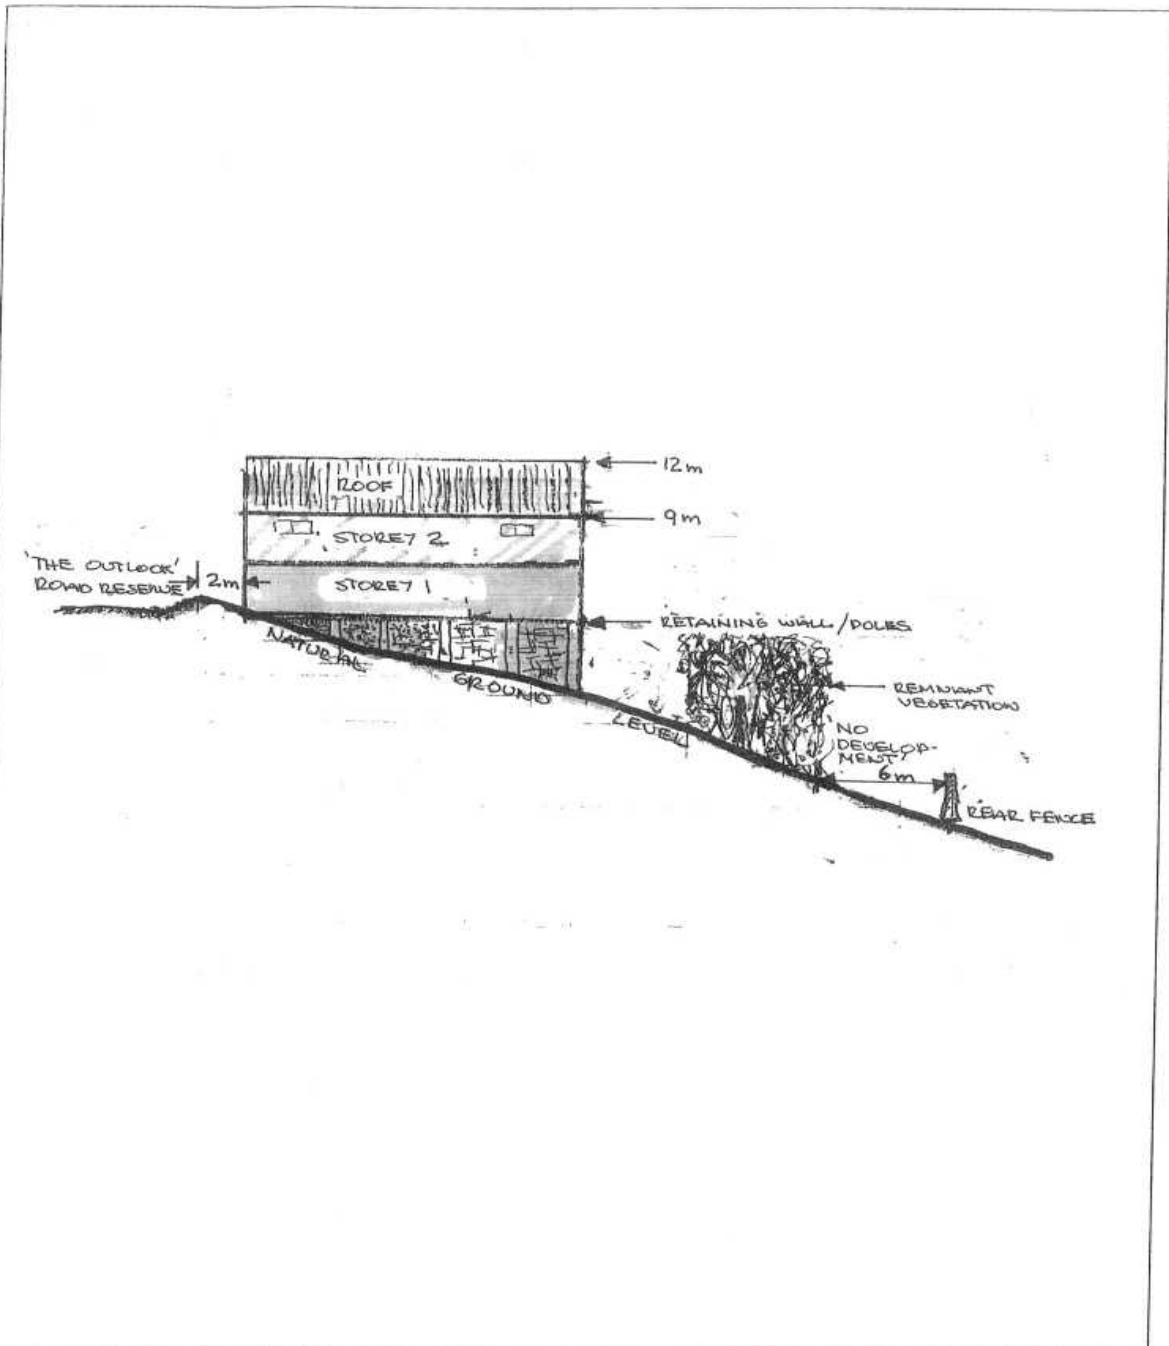 12m
ROOF
9m
STOREY 2
'THE OUTLOOK'
ROAD RESERVE
2m
STOREY 1
RETAINING WALL/POLES
NATURAL
GROUND
LEVEL
REMNANT
VEGETATION
'NO
DEVELOP-
MENT'
6m
REAR FENCE